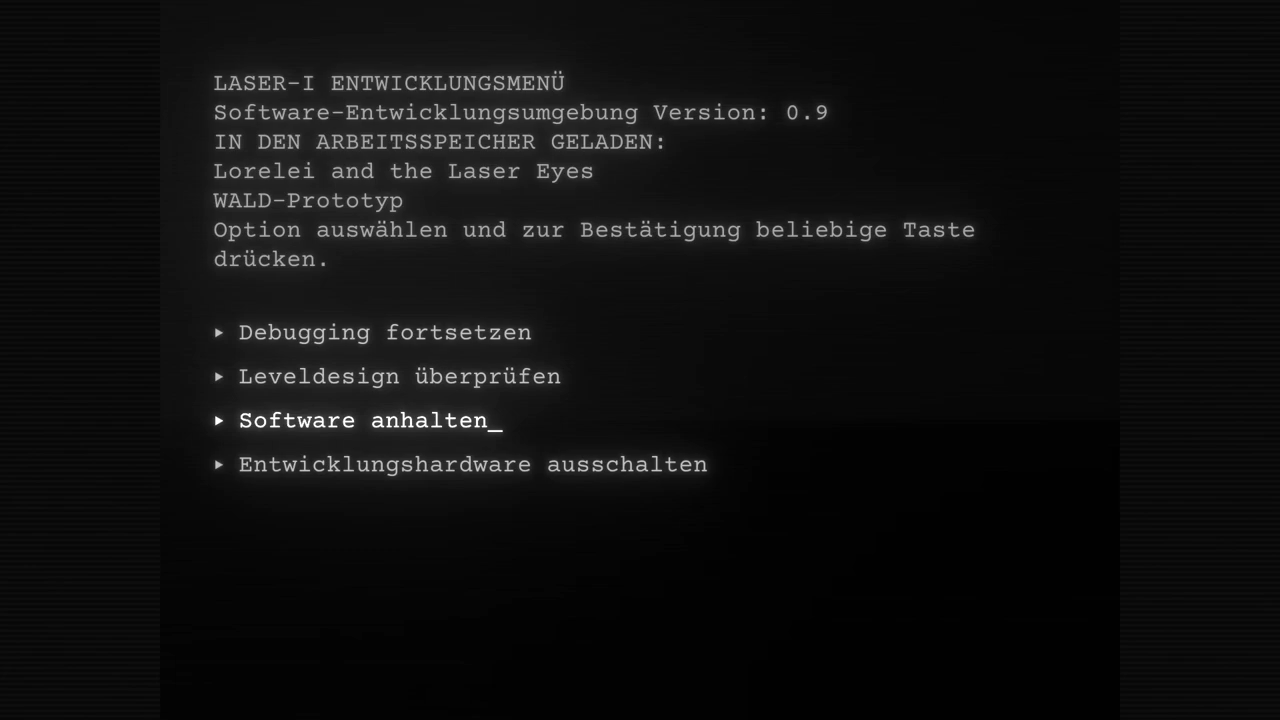 LASER-I ENTWICKLUNGSMENÜ
Software-Entwicklungsumgebung Version: 0.9
IN DEN ARBEITSSPEICHER GELADEN:
Lorelei and the Laser Eyes
WALD-Prototyp
Option auswählen und zur Bestätigung beliebige Taste
drücken.
▸ Debugging fortsetzen
▸ Leveldesign überprüfen
▸ Software anhalten_
▸ Entwicklungshardware ausschalten